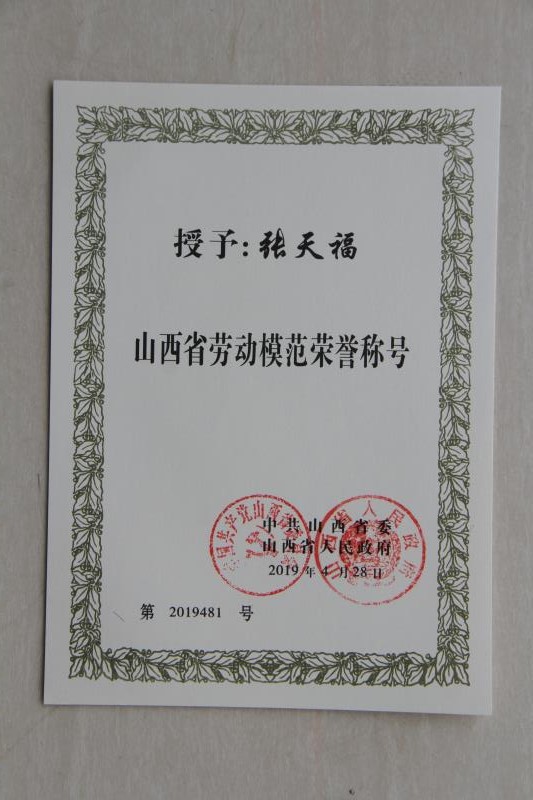 授予：张天福
山西省劳动模范荣誉称号
中共山西省委
山西省人民政府
2019年4月28日
第 2019481 号